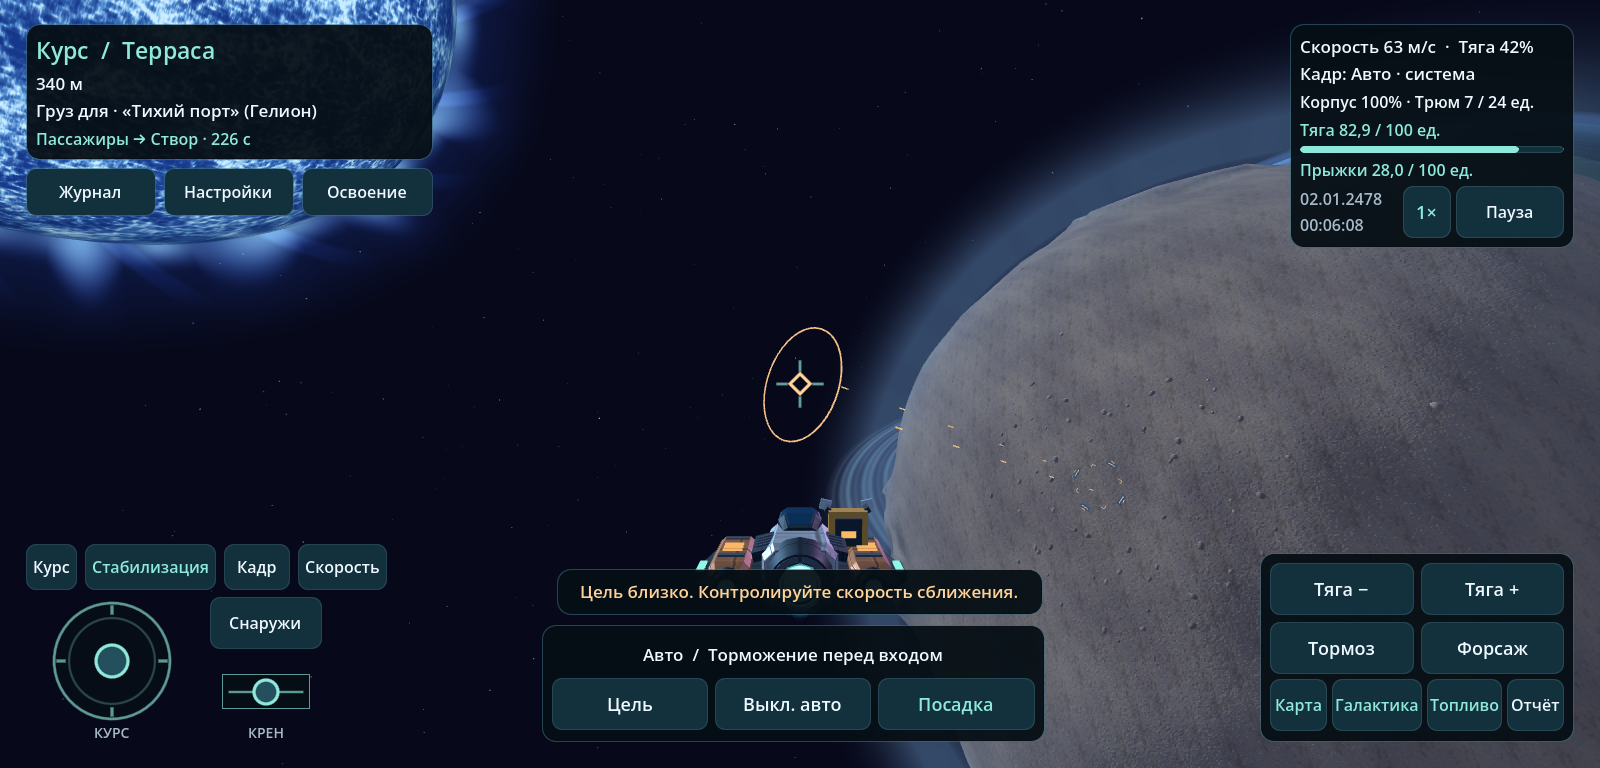 Курс / Терраса
340 м
Груз для · «Тихий порт» (Гелион)
Пассажиры → Створ · 226 с
Журнал
Настройки
Освоение
Скорость 63 м/с · Тяга 42%
Кадр: Авто · система
Корпус 100% · Трюм 7 / 24 ед.
Тяга 82,9 / 100 ед.
Прыжки 28,0 / 100 ед.
02.01.2478
00:06:08
1×
Пауза
Курс
Стабилизация
Кадр
Скорость
Снаружи
КУРС
КРЕН
Цель близко. Контролируйте скорость сближения.
Авто / Торможение перед входом
Цель
Выкл. авто
Посадка
Тяга −
Тяга +
Тормоз
Форсаж
Карта
Галактика
Топливо
Отчёт